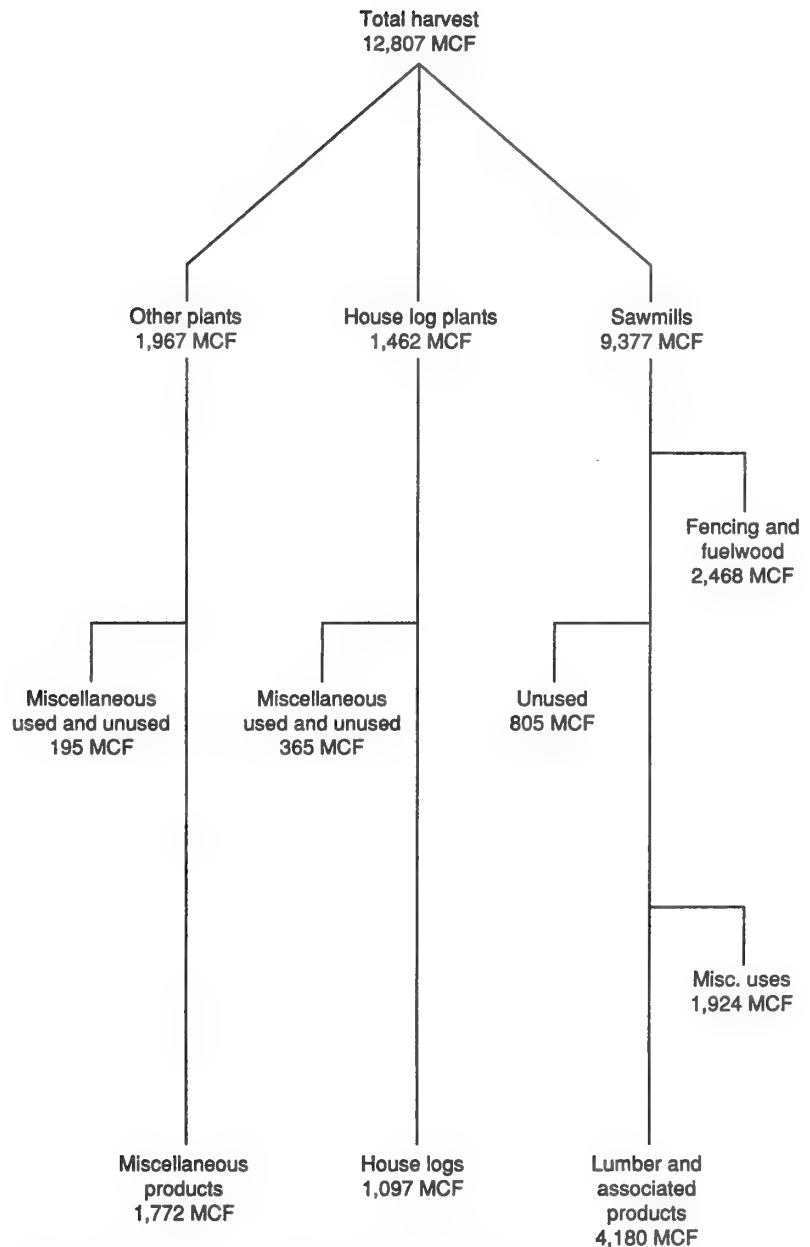 Total harvest
12,807 MCF
Other plants
1,967 MCF
House log plants
1,462 MCF
Sawmills
9,377 MCF
Fencing and
fuelwood
2,468 MCF
Miscellaneous
used and unused
195 MCF
Miscellaneous
used and unused
365 MCF
Unused
805 MCF
Misc. uses
1,924 MCF
Miscellaneous
products
1,772 MCF
House logs
1,097 MCF
Lumber and
associated
products
4,180 MCF